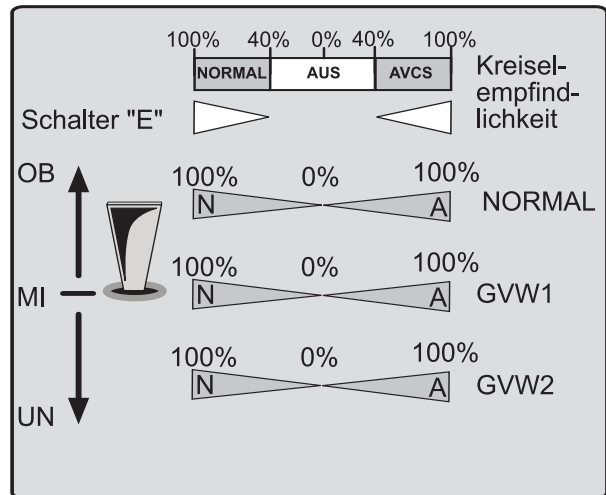 100% 40% 0% 40% 100%
NORMAL AUS AVCS
Kreisel-
empfind-
lichkeit
Schalter "E"
OB
100% 0% 100%
N A NORMAL
MI
100% 0% 100%
N A GVW1
100% 0% 100%
N A GVW2
UN